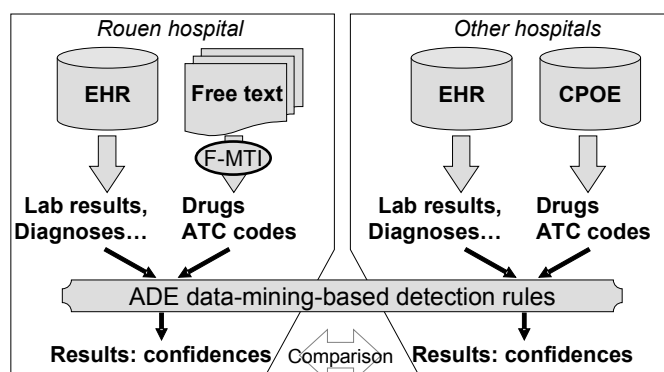 Rouen hospital
EHR
Free text
F-MTI
Lab results,
Diagnoses…
Drugs
ATC codes
Other hospitals
EHR
CPOE
Lab results,
Diagnoses…
Drugs
ATC codes
ADE data-mining-based detection rules
Results: confidences
Comparison
Results: confidences